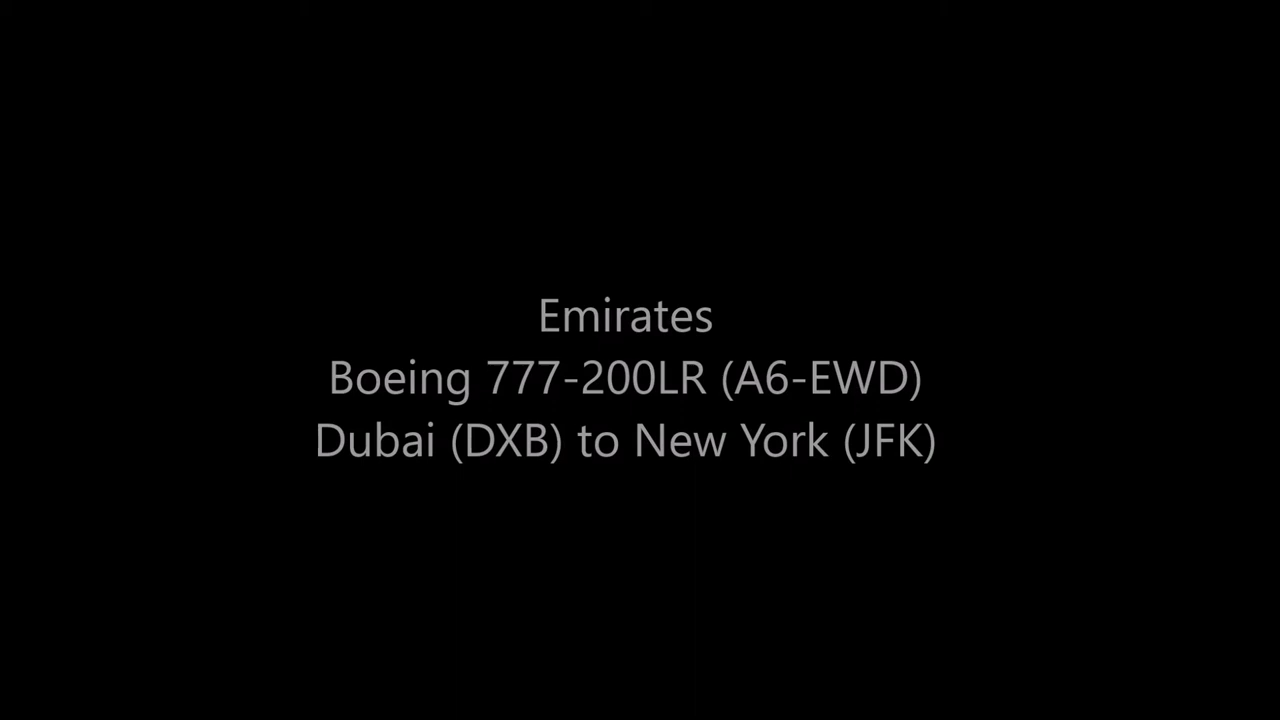 Emirates
Boeing 777-200LR (A6-EWD)
Dubai (DXB) to New York (JFK)